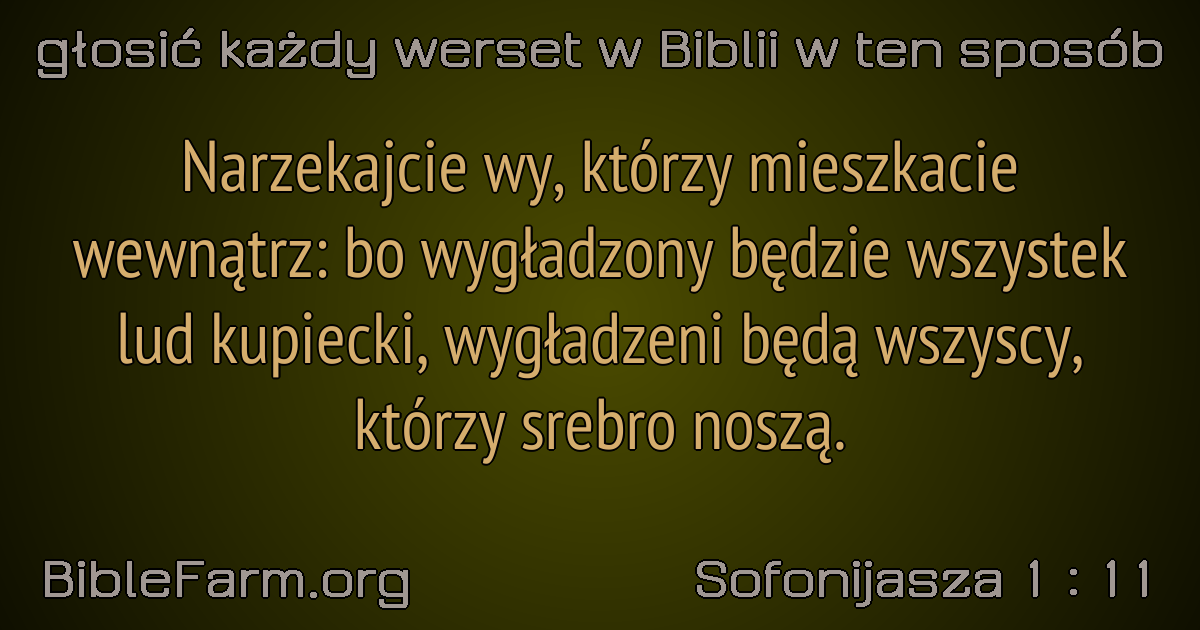 głosić każdy werset w Biblii w ten sposób
Narzekajcie wy, którzy mieszkacie
wewnątrz: bo wygładzony będzie wszystek
lud kupiecki, wygładzeni będą wszyscy,
którzy srebro noszą.
BibleFarm.org
Sofonijasza 1 : 11